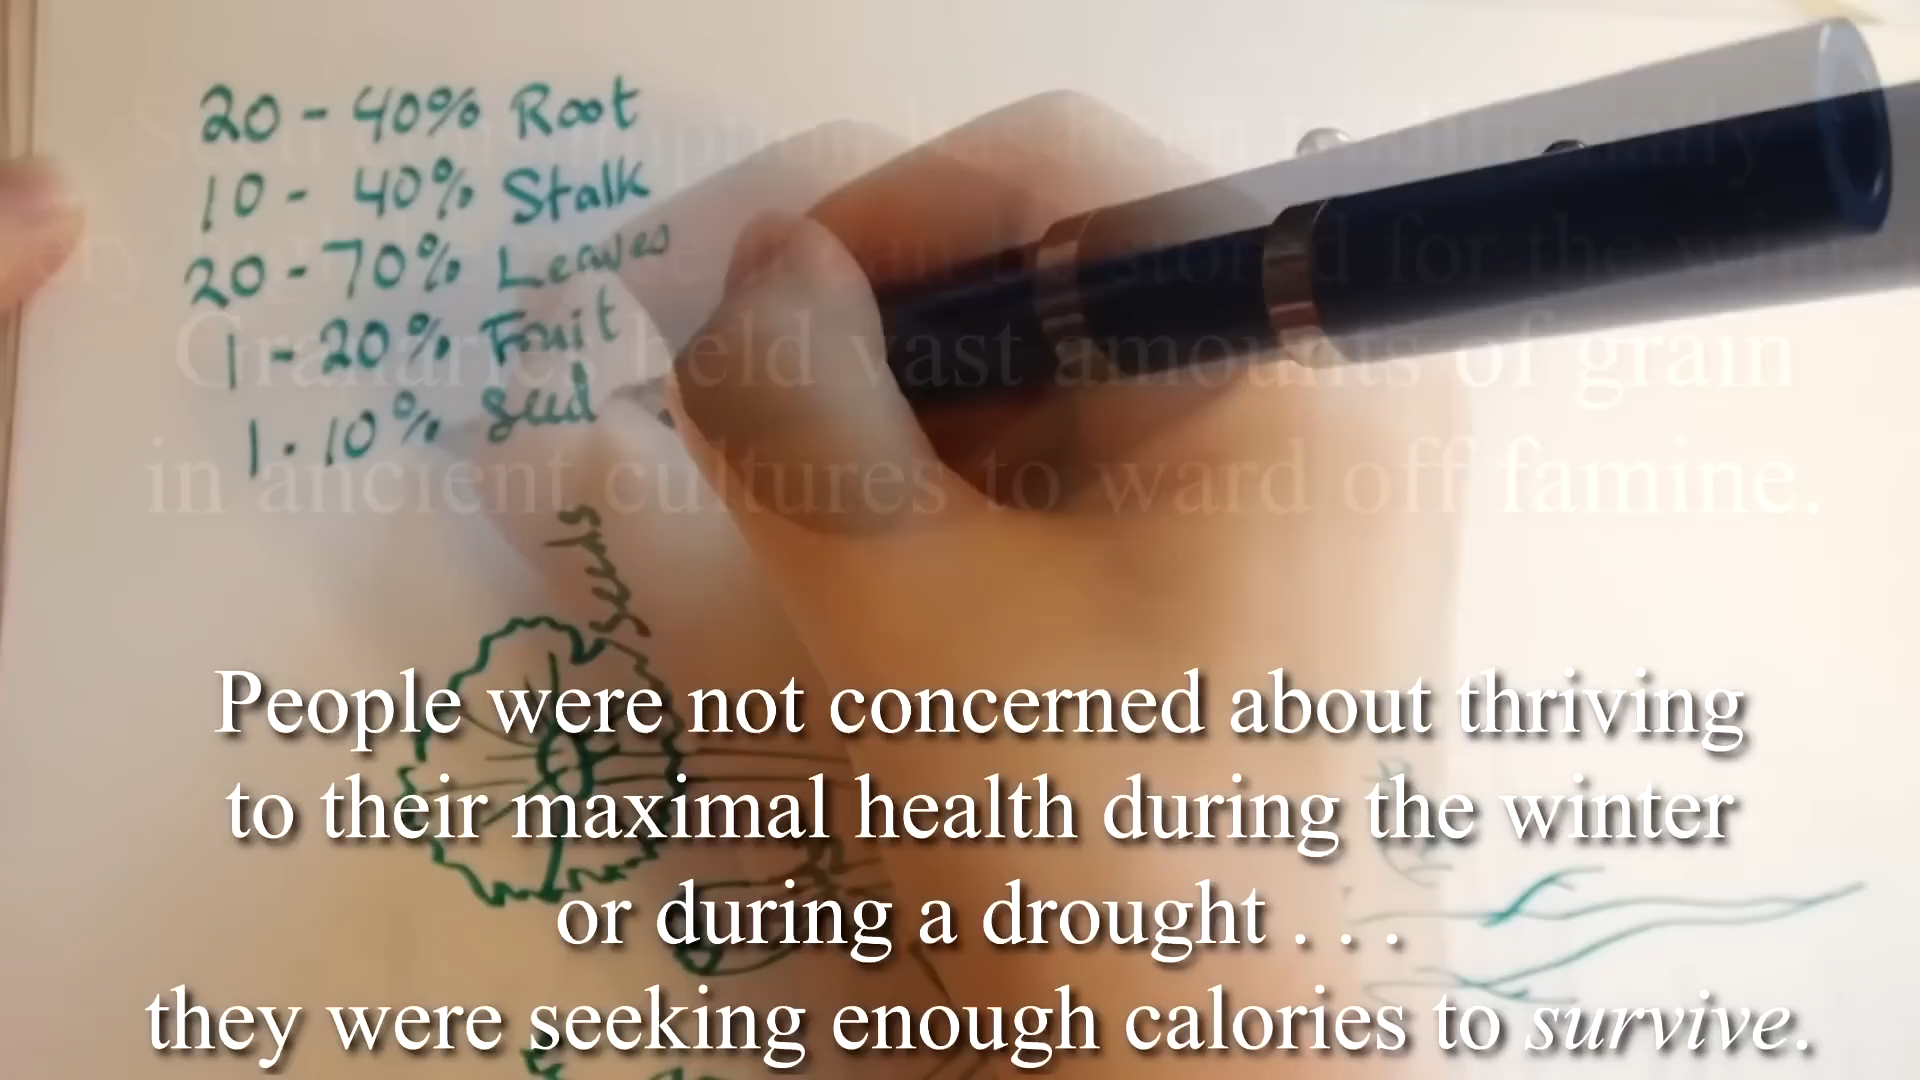 20 - 40% Root
10 - 40% Stalk
20 - 70% Leaves
1 - 20% Fruit
1 - 10% Seed
for the
Granaries held vast amounts of grain
in ancient cultures to ward off famine.
seeds
People were not concerned about thriving
to their maximal health during the winter
or during a drought . . .
they were seeking enough calories to survive.